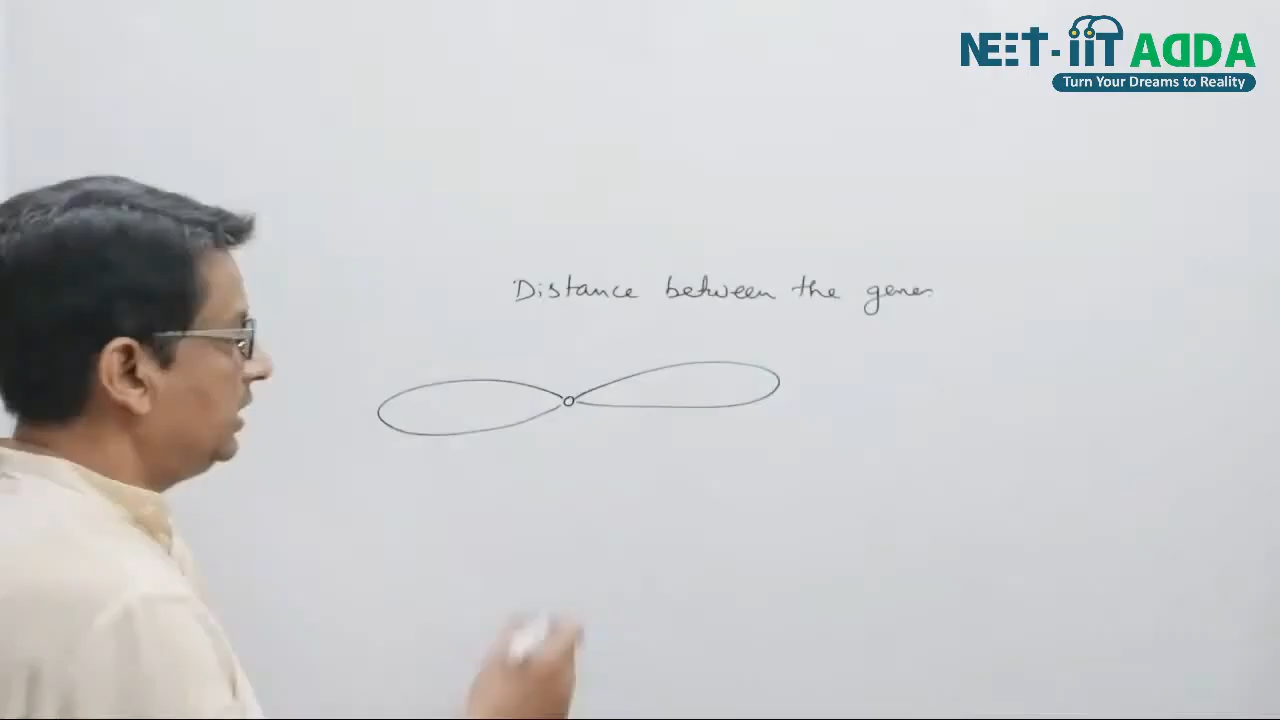 NEET-iiT ADDA
Turn Your Dreams to Reality
Distance between the genes